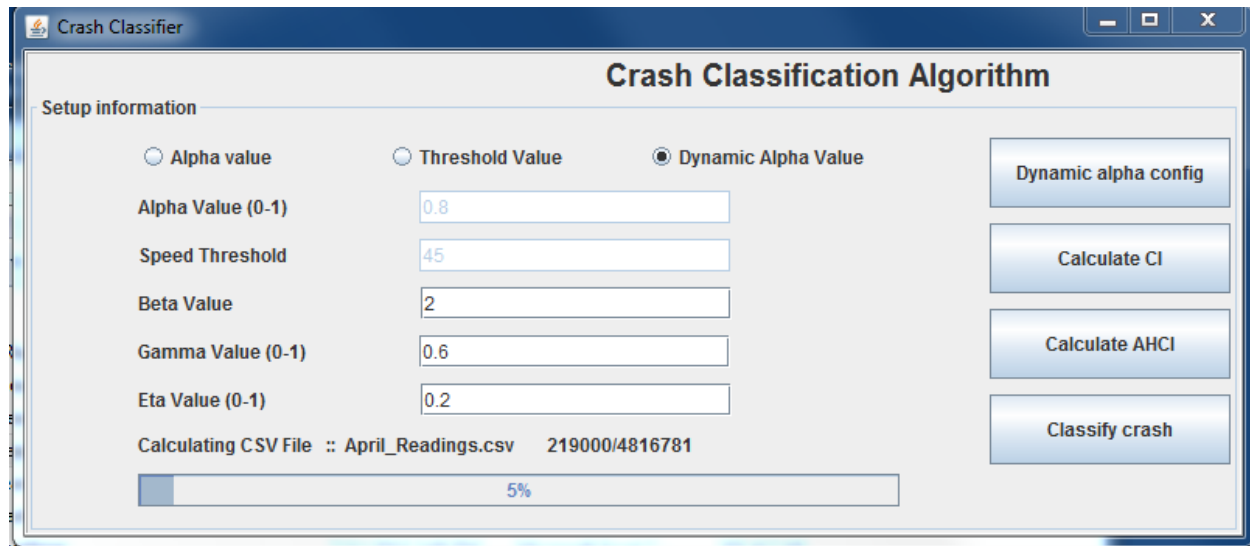 Crash Classifier
Crash Classification Algorithm
Setup information
Alpha value Threshold Value Dynamic Alpha Value
Dynamic alpha config
Alpha Value (0-1) 0.8
Speed Threshold 45
Calculate CI
Beta Value 2
Gamma Value (0-1) 0.6
Calculate AHCI
Eta Value (0-1) 0.2
Classify crash
Calculating CSV File :: April_Readings.csv 219000/4816781
5%